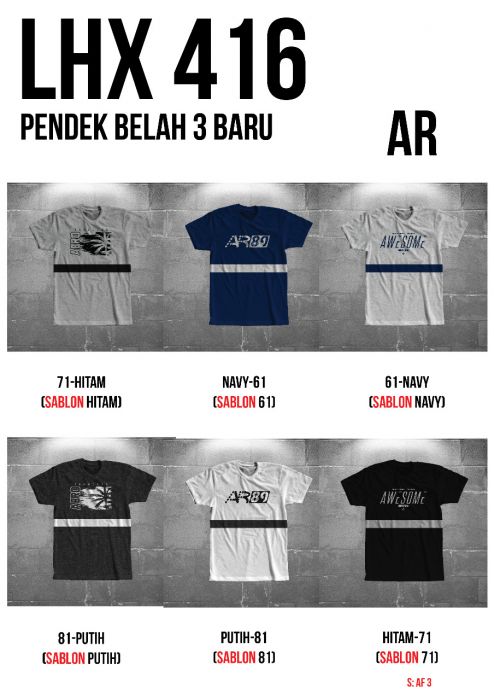 LHX 416
PENDEK BELAH 3 BARU
AR
AERO
AR89
AWESOME
71-HITAM
(SABLON HITAM)
NAVY-61
(SABLON 61)
61-NAVY
(SABLON NAVY)
AERO
AR89
AWESOME
81-PUTIH
(SABLON PUTIH)
PUTIH-81
(SABLON 81)
HITAM-71
(SABLON 71)
S: AF 3